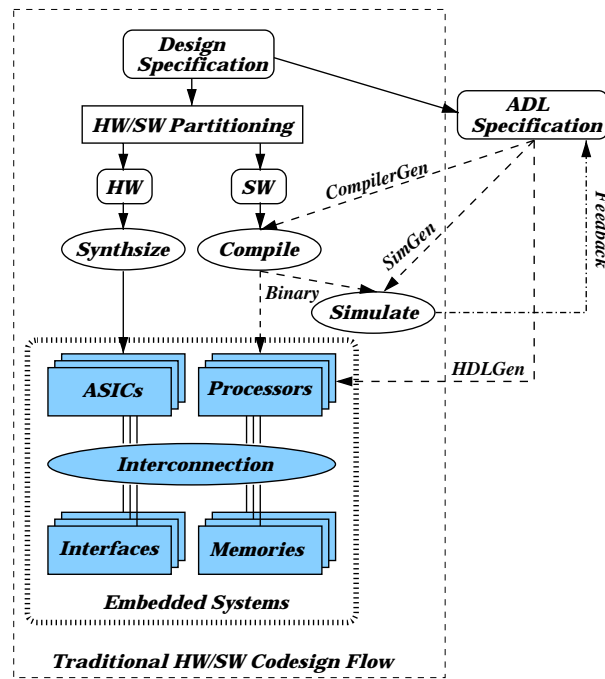 Design
Specification
ADL
Specification
HW/SW Partitioning
HW
SW
CompilerGen
SimGen
Feedback
Synthsize
Compile
Binary
Simulate
HDLGen
ASICs
Processors
Interconnection
Interfaces
Memories
Embedded Systems
Traditional HW/SW Codesign Flow